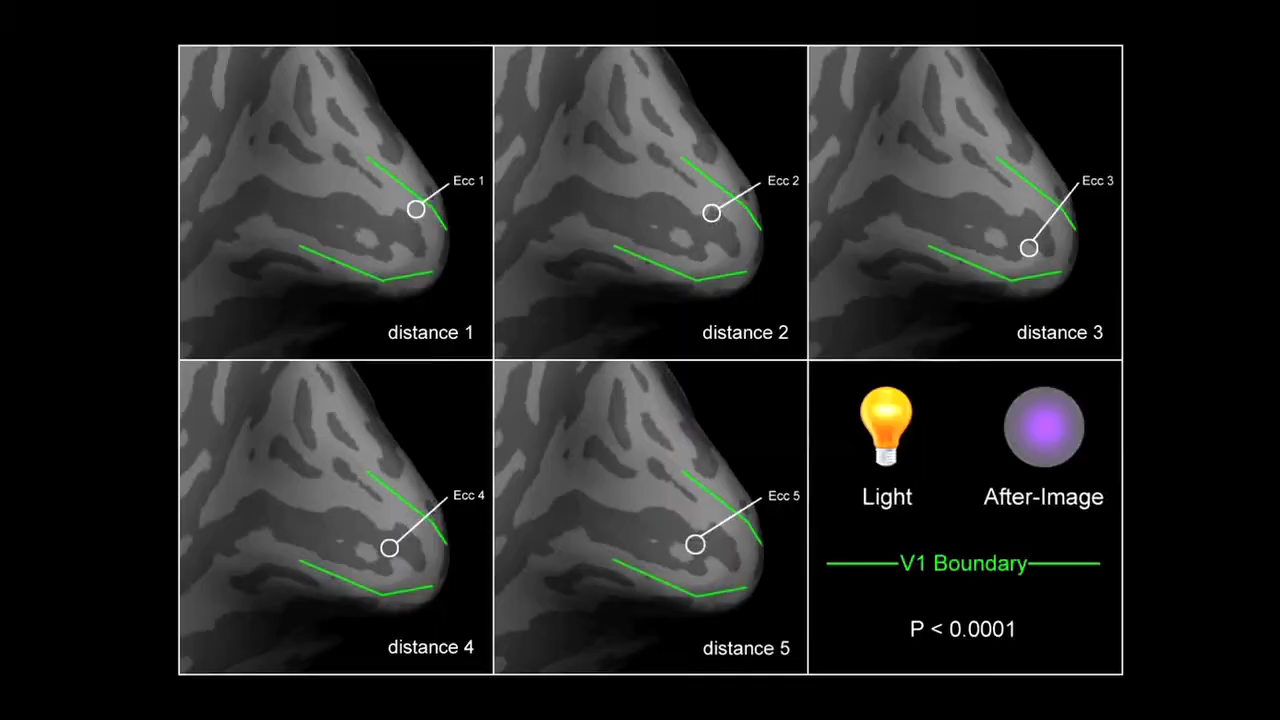 Ecc 1
Ecc 2
Ecc 3
distance 1
distance 2
distance 3
Ecc 4
Ecc 5
Light
After-Image
V1 Boundary
P < 0.0001
distance 4
distance 5